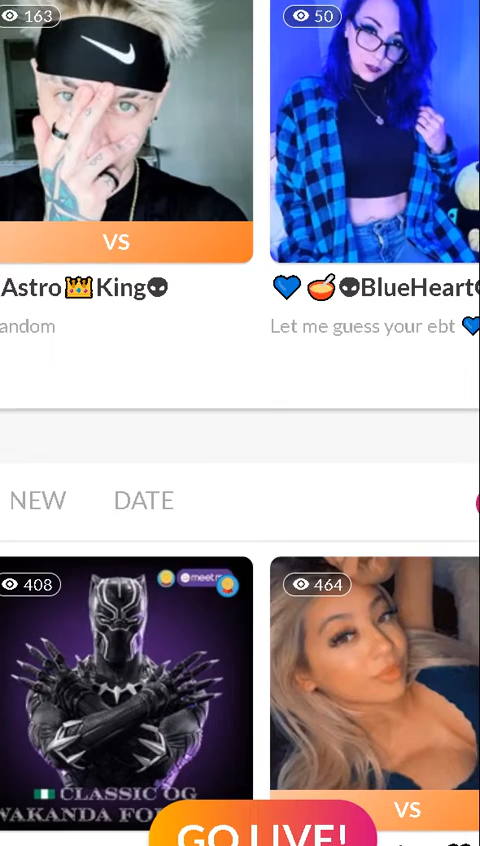 163
50
VS
Astro👑King👽
andom
💙🍲👽BlueHeart
Let me guess your ebt 💙
NEW
DATE
408
meet
464
CLASSIC OG
WAKANDA FO
VS
GO LIVE!